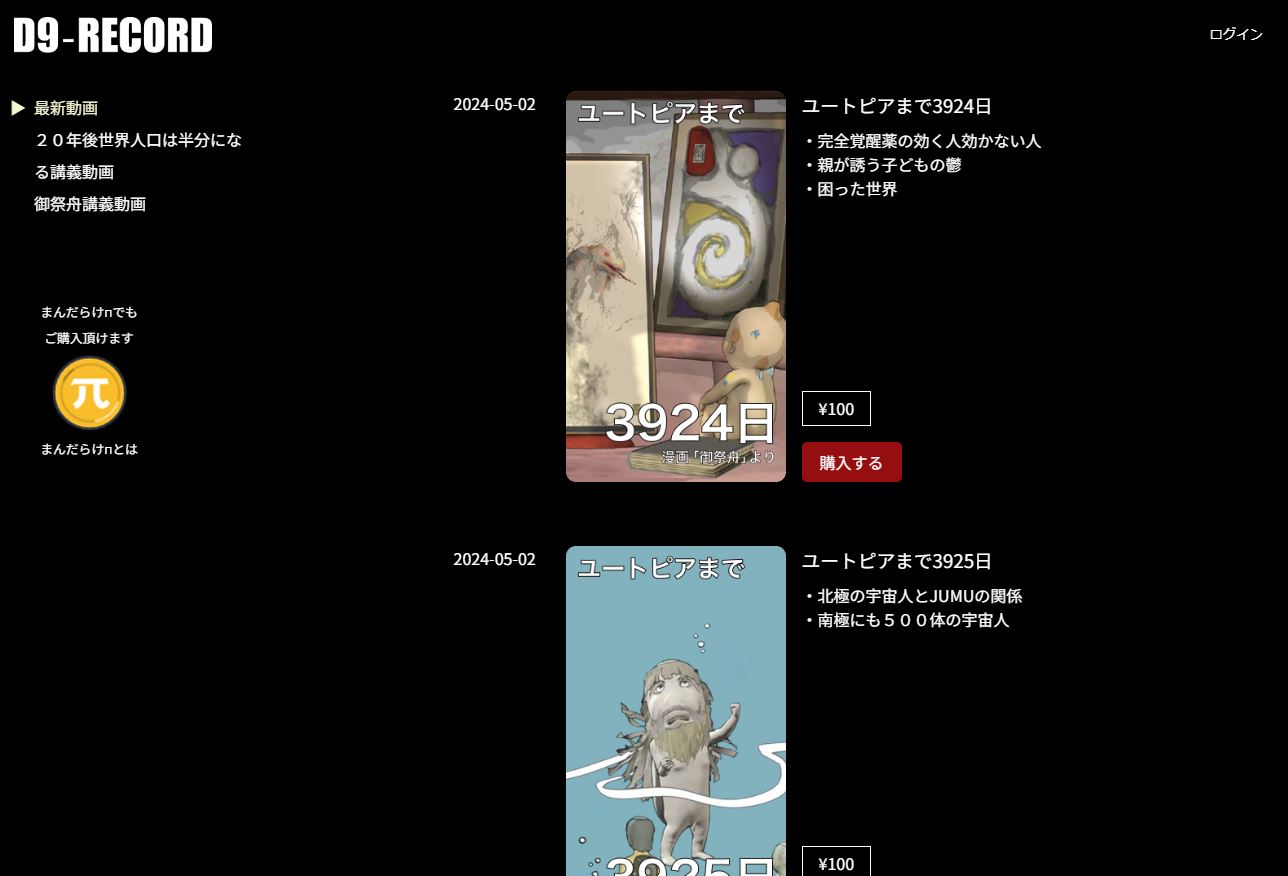 D9-RECORD
ログイン
▶ 最新動画
２０年後世界人口は半分にな
る講義動画
御祭舟講義動画
まんだらけπでも
ご購入頂けます
π
まんだらけπとは
2024-05-02
ユートピアまで
3924日
漫画「御祭舟」より
ユートピアまで3924日
・完全覚醒薬の効く人効かない人
・親が誘う子どもの鬱
・困った世界
¥100
購入する
2024-05-02
ユートピアまで
3925日
ユートピアまで3925日
・北極の宇宙人とJUMUの関係
・南極にも５００体の宇宙人
¥100